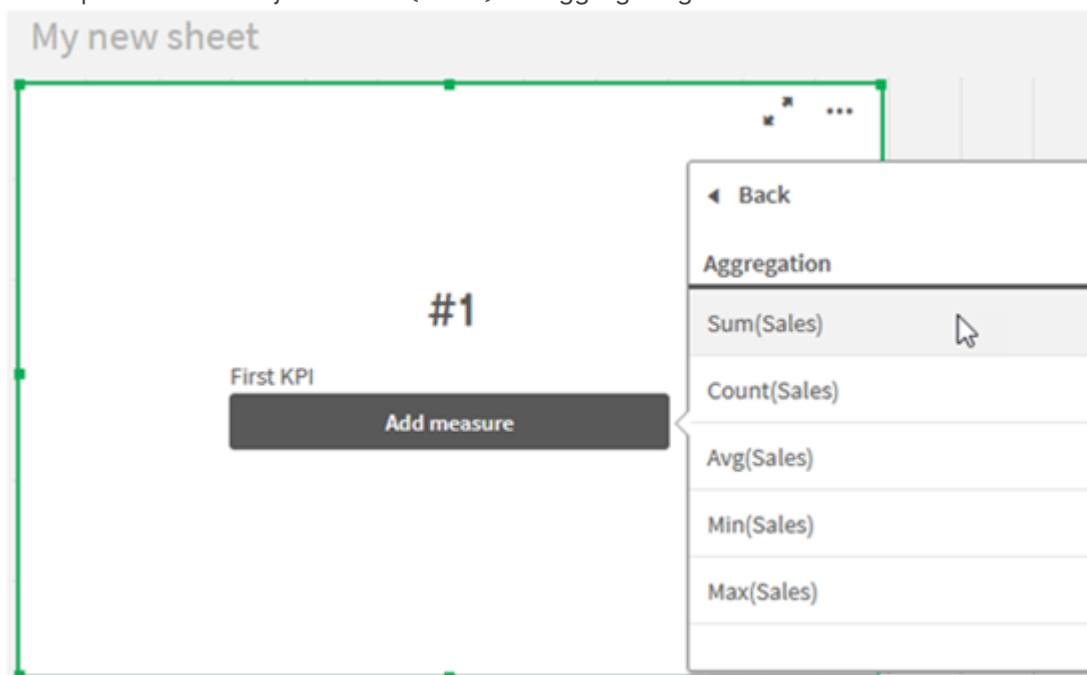 My new sheet
Back
Aggregation
#1
Sum(Sales)
First KPI
Count(Sales)
Add measure
Avg(Sales)
Min(Sales)
Max(Sales)